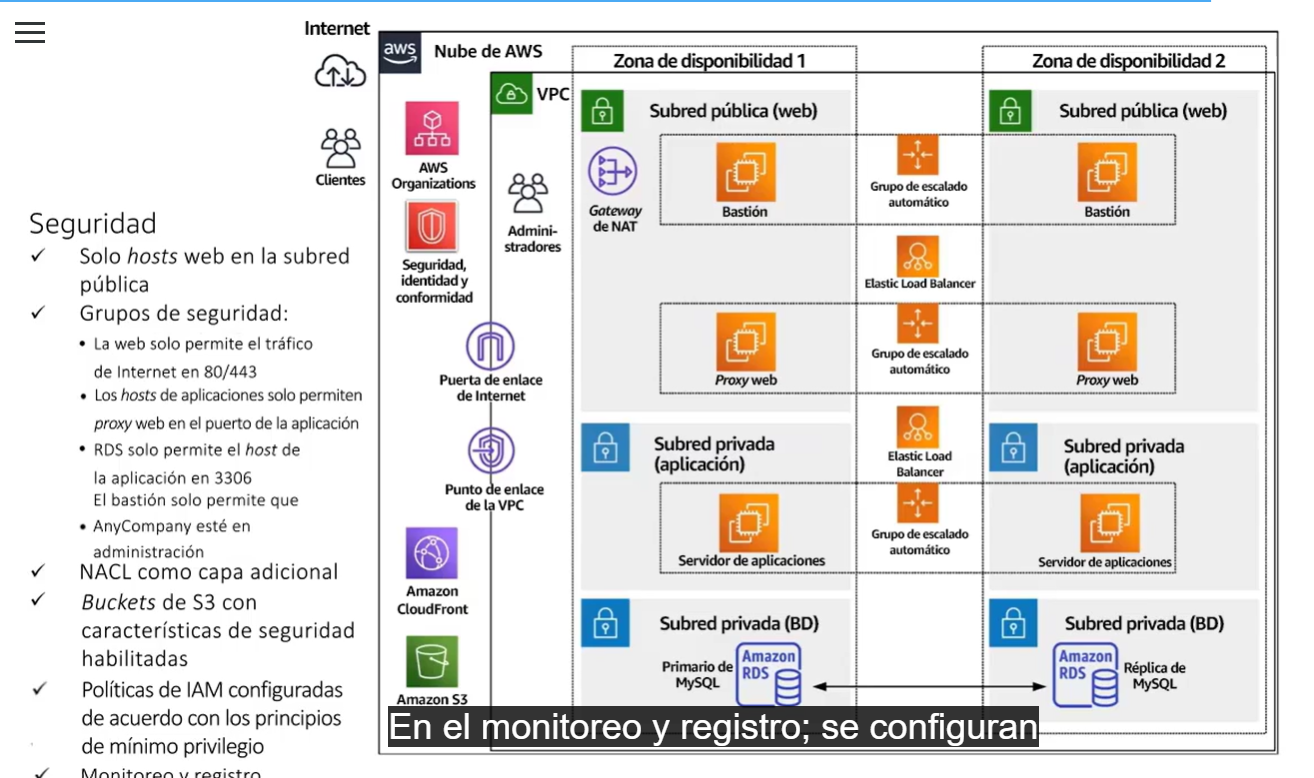 Internet
Clientes
Seguridad
✓ Solo hosts web en la subred
pública
✓ Grupos de seguridad:
• La web solo permite el tráfico
de Internet en 80/443
• Los hosts de aplicaciones solo permiten
proxy web en el puerto de la aplicación
• RDS solo permite el host de
la aplicación en 3306
El bastión solo permite que
• AnyCompany esté en
administración
✓ NACL como capa adicional
✓ Buckets de S3 con
características de seguridad
habilitadas
✓ Políticas de IAM configuradas
de acuerdo con los principios
de mínimo privilegio
✓ Monitoreo y registro
aws
Nube de AWS
AWS
Organizations
Seguridad,
identidad y
conformidad
VPC
Admini-
stradores
Puerta de enlace
de Internet
Punto de enlace
de la VPC
Amazon
CloudFront
Amazon S3
Zona de disponibilidad 1
Subred pública (web)
Gateway
de NAT
Bastión
Proxy web
Subred privada
(aplicación)
Servidor de aplicaciones
Subred privada (BD)
Primario de
MySQL
Amazon
RDS
Grupo de escalado
automático
Elastic Load Balancer
Grupo de escalado
automático
Elastic Load
Balancer
Grupo de escalado
automático
Zona de disponibilidad 2
Subred pública (web)
Bastión
Proxy web
Subred privada
(aplicación)
Servidor de aplicaciones
Subred privada (BD)
Amazon
RDS
Réplica de
MySQL
En el monitoreo y registro; se configuran